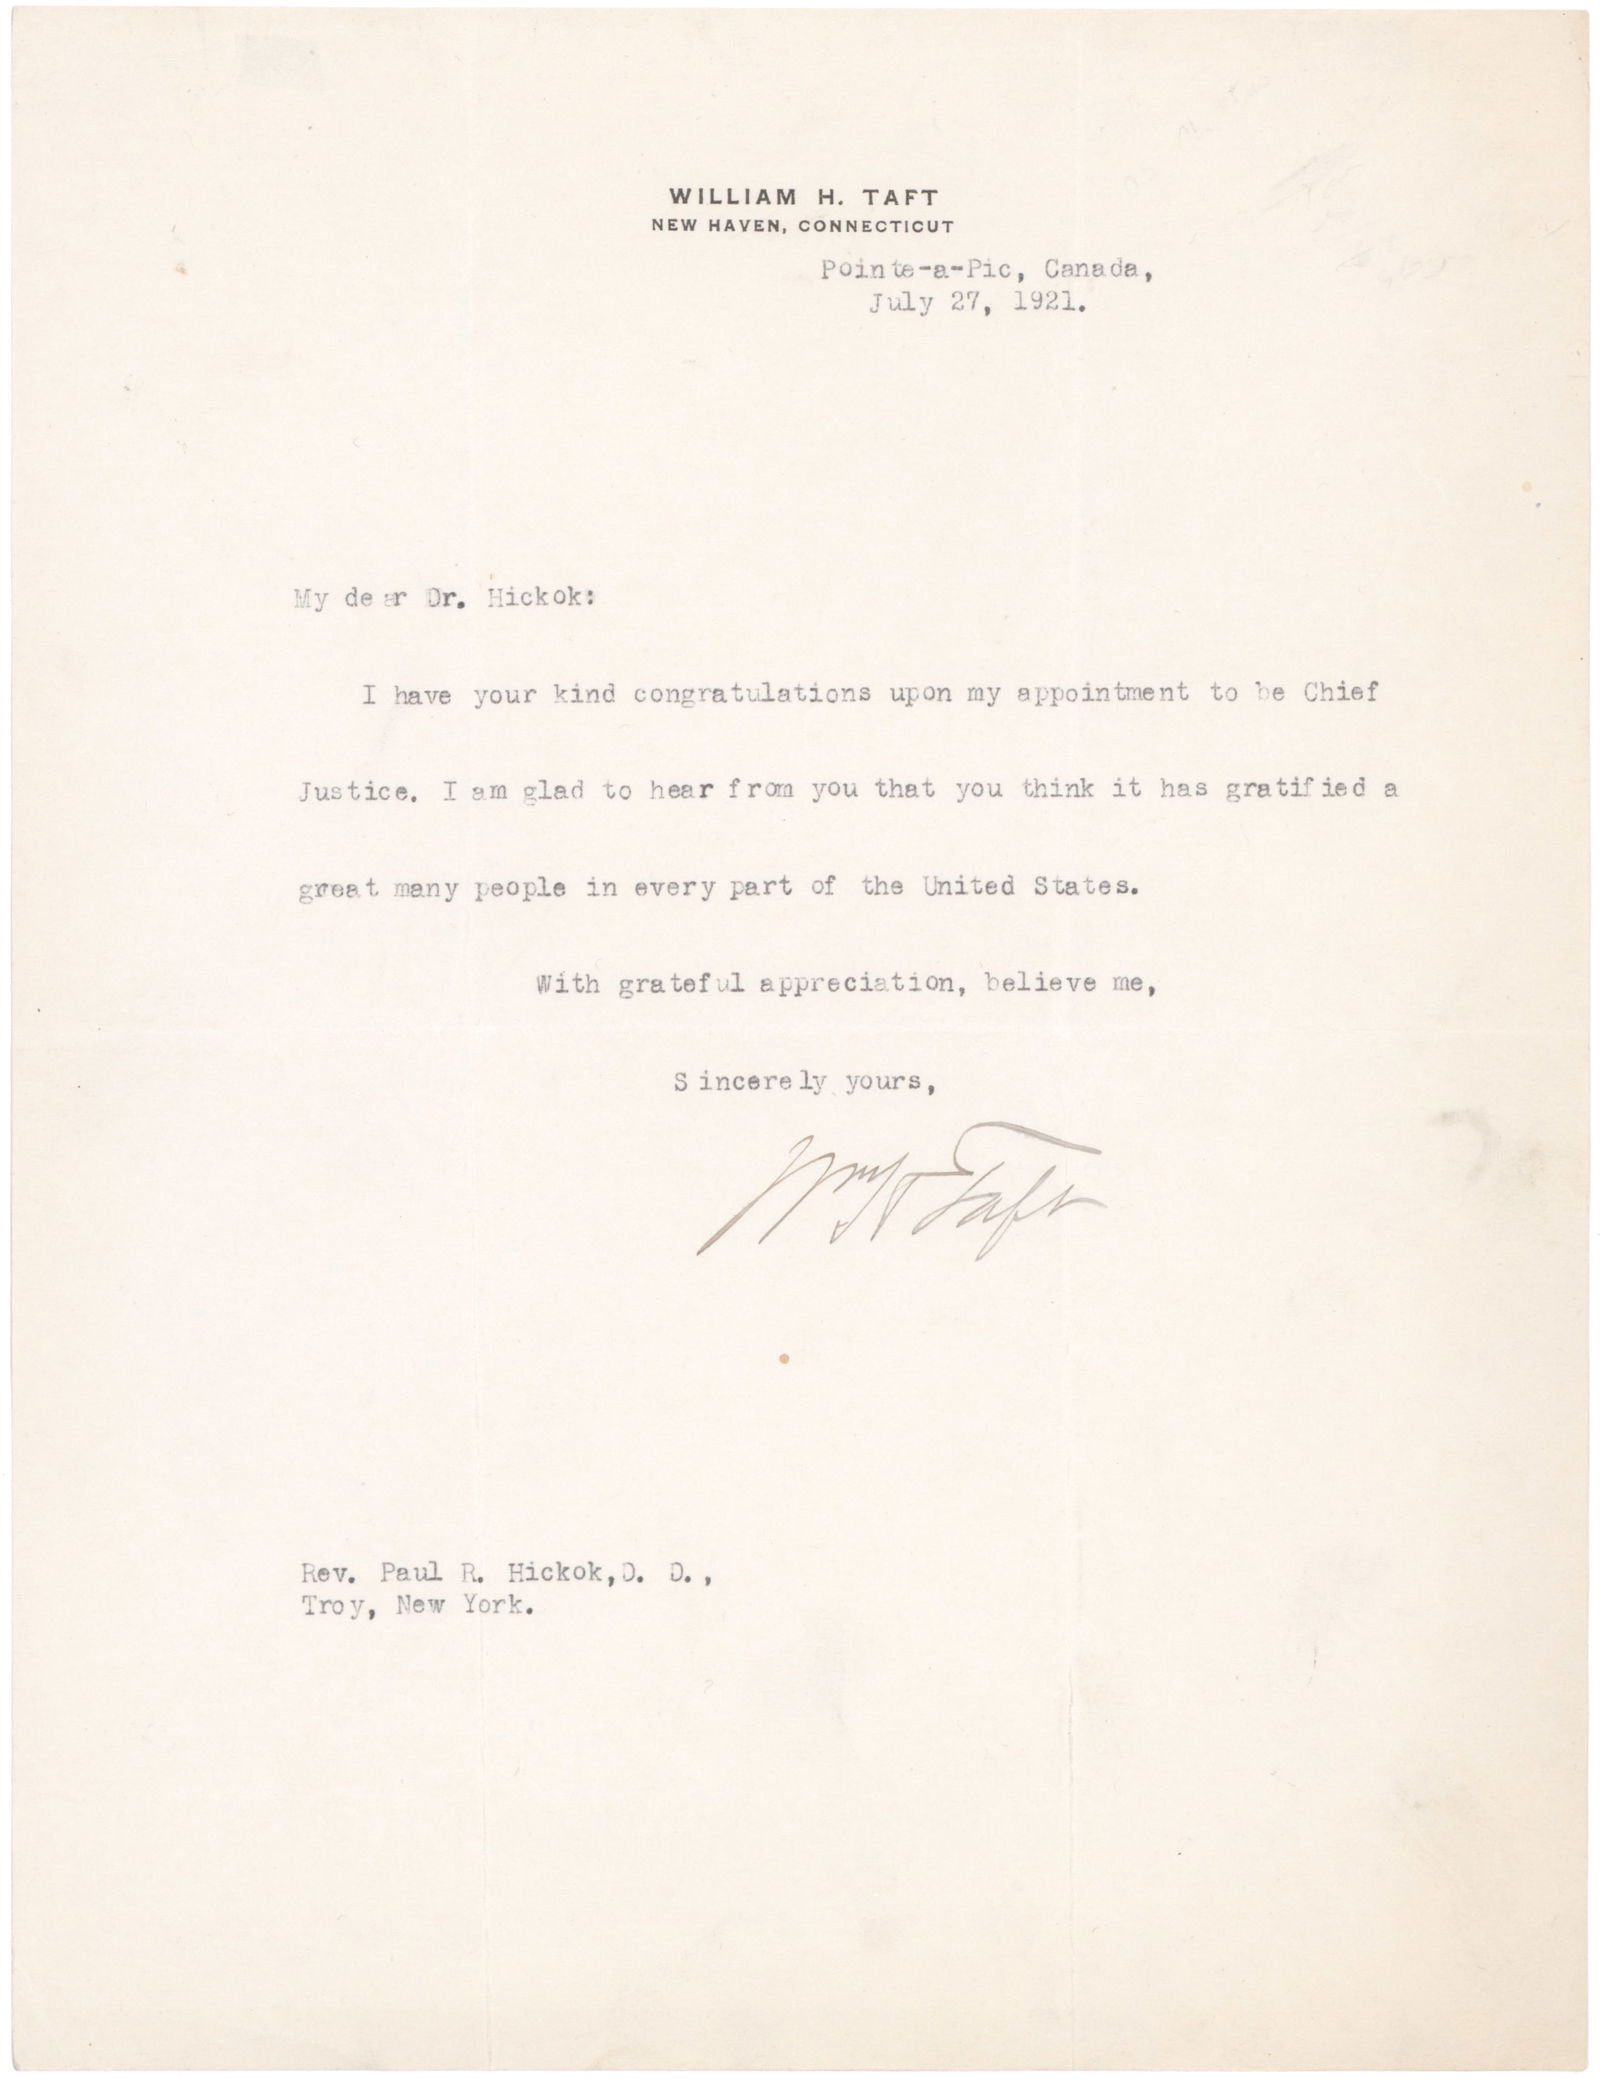 WILLIAM H. TAFT
NEW HAVEN, CONNECTICUT
Pointe-a-Pic, Canada,
July 27, 1921.
My dear Dr. Hickok:
I have your kind congratulations upon my appointment to be Chief
Justice. I am glad to hear from you that you think it has gratified a
great many people in every part of the United States.
With grateful appreciation, believe me,
Sincerely yours,
Wm H Taft
Rev. Paul R. Hickok,D. D.,
Troy, New York.